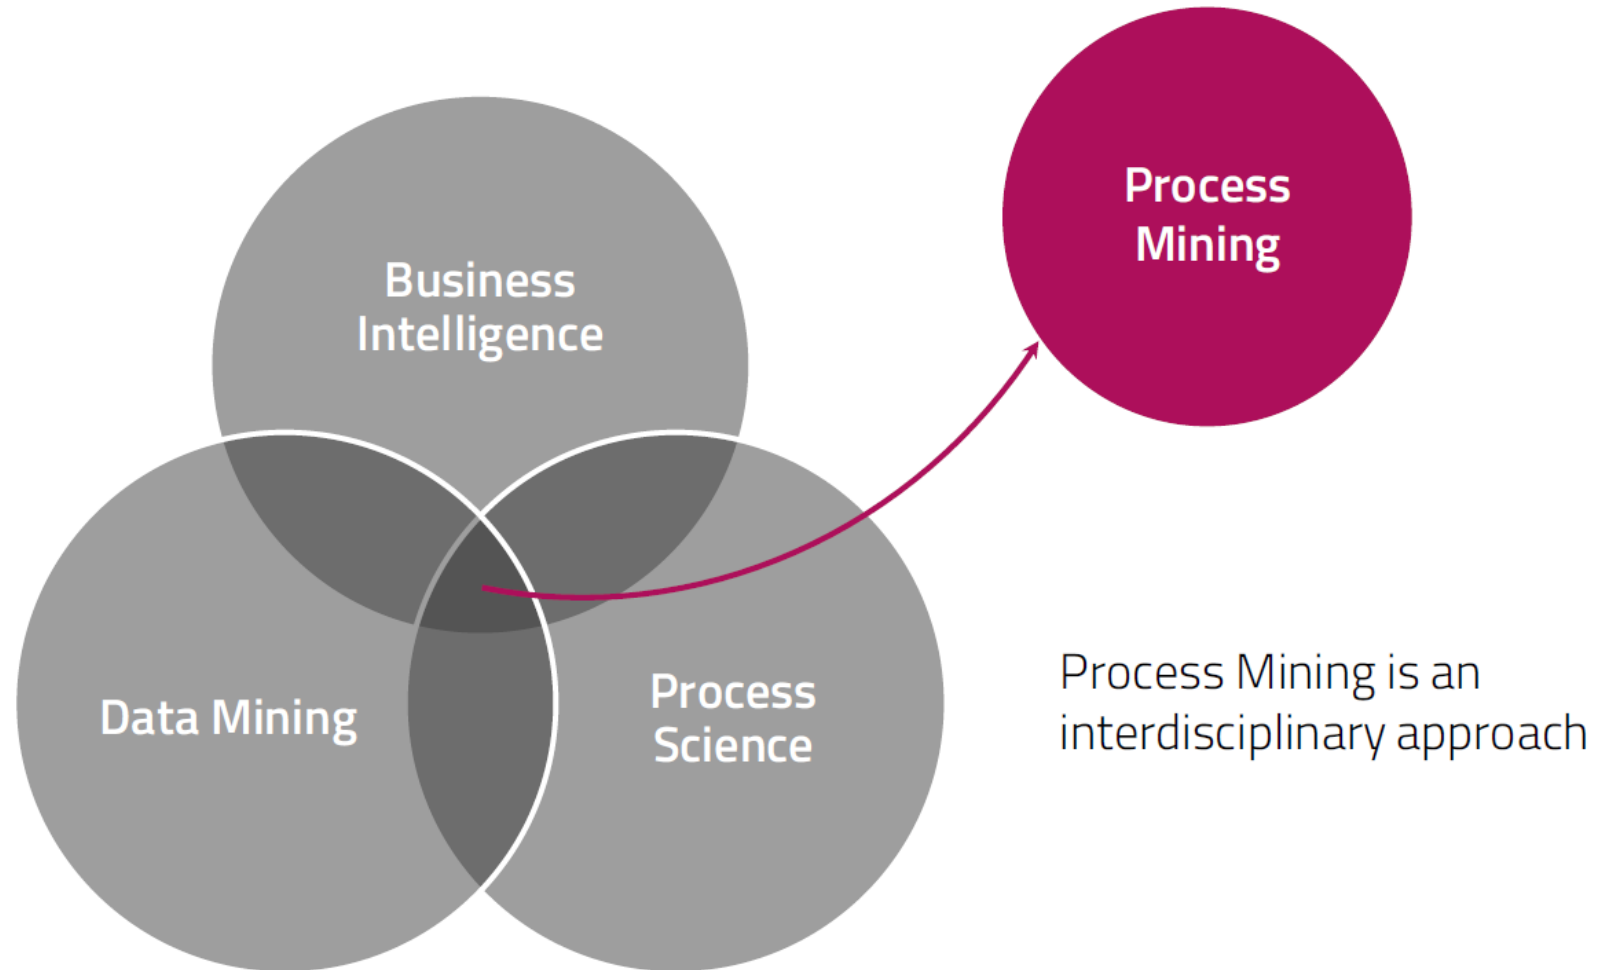 Process
Mining
Business
Intelligence
Data Mining
Process
Science
Process Mining is an
interdisciplinary approach